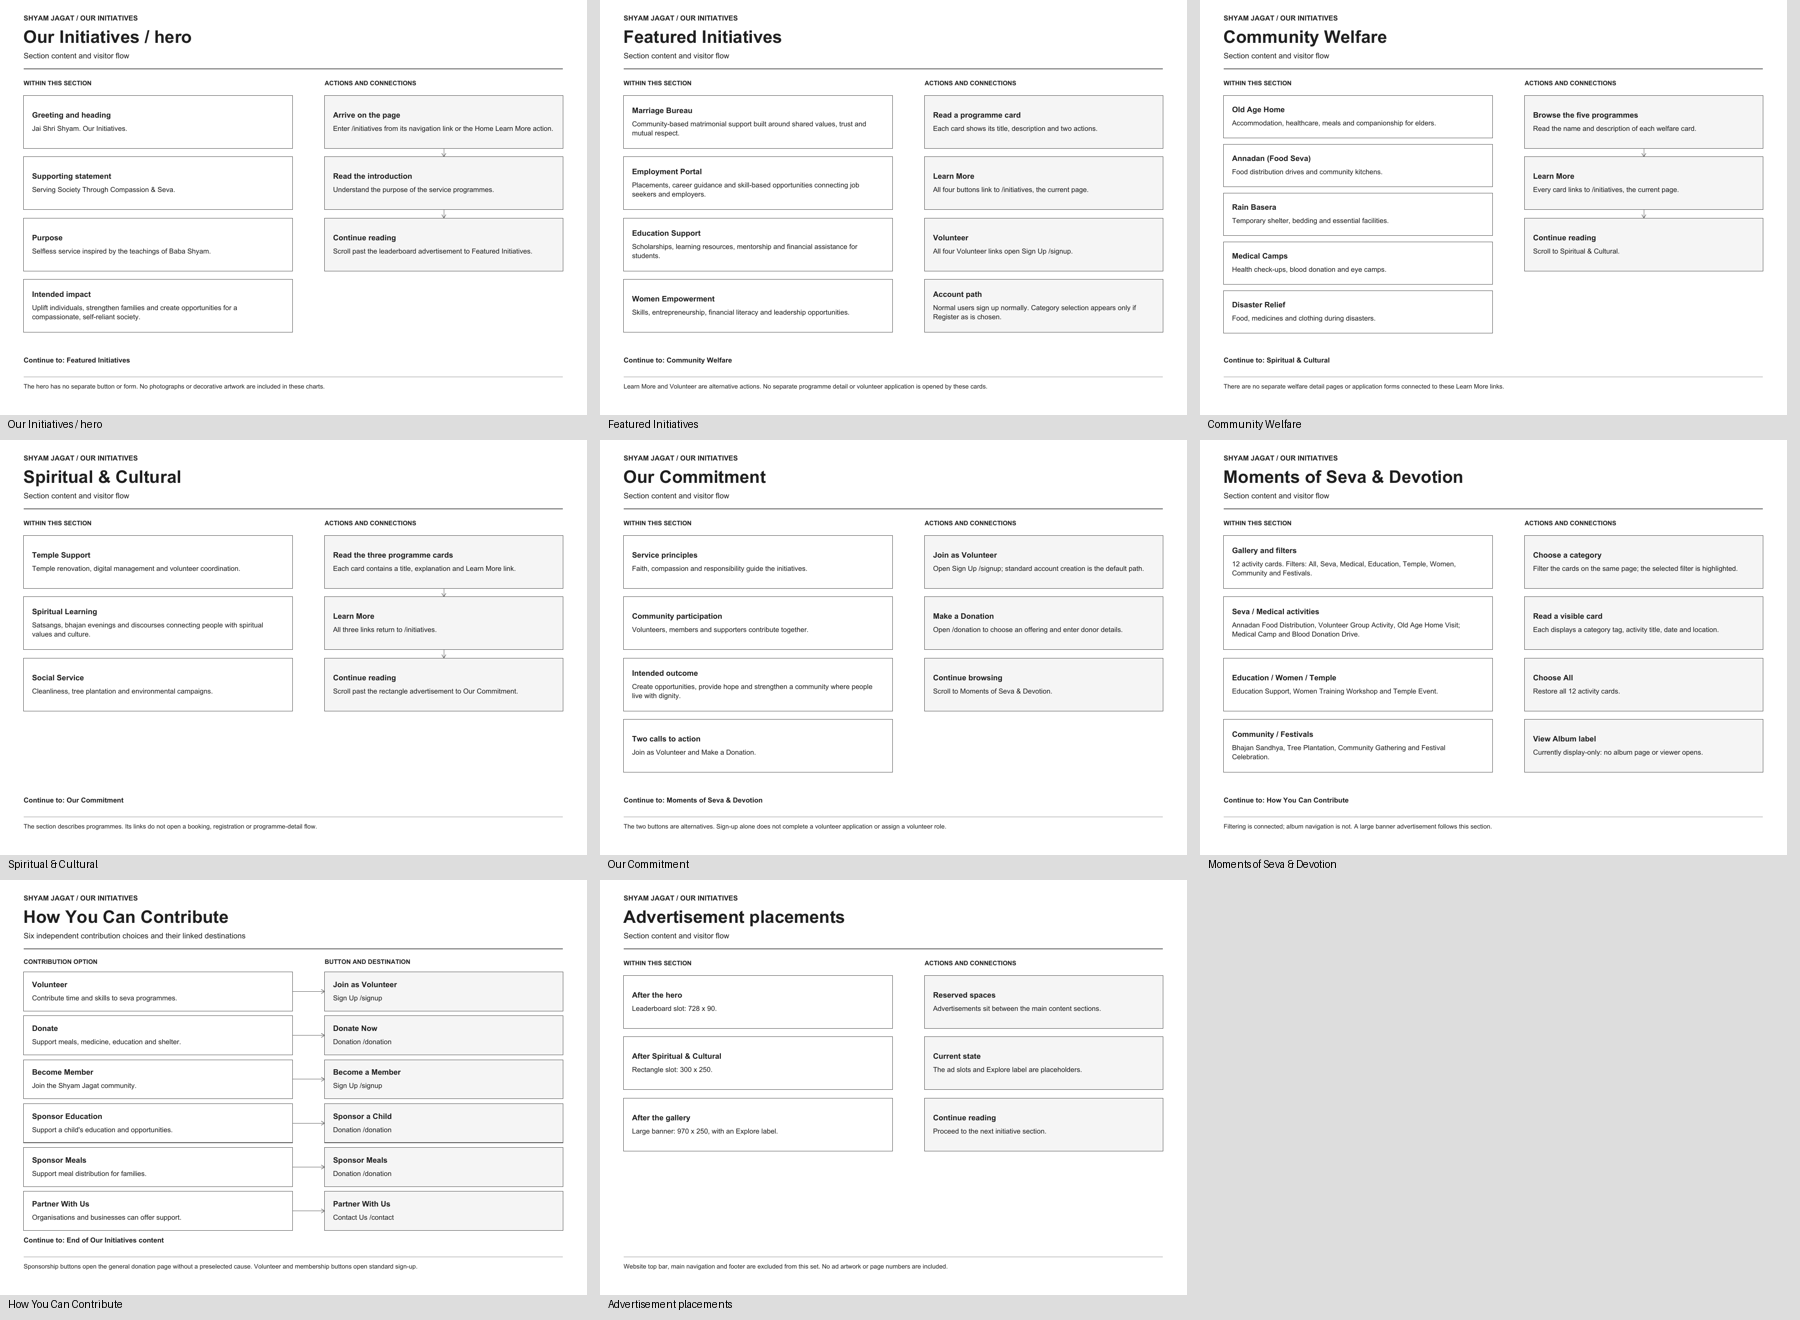 SHYAM JAGAT / OUR INITIATIVES
Our Initiatives / hero
Section content and visitor flow
WITHIN THIS SECTION
Greeting and heading
Jai Shri Shyam. Our Initiatives.
Supporting statement
Serving Society Through Compassion & Seva.
Purpose
Selfless service inspired by the teachings of Baba Shyam.
Intended impact
Uplift individuals, strengthen families and create opportunities for a
compassionate, self-reliant society.
ACTIONS AND CONNECTIONS
Arrive on the page
Enter /initiatives from its navigation link or the Home Learn More action.
Read the introduction
Understand the purpose of the service programmes.
Continue reading
Scroll past the leaderboard advertisement to Featured Initiatives.
Continue to: Featured Initiatives
The hero has no separate button or form. No photographs or decorative artwork are included in these charts.
Our Initiatives / hero
SHYAM JAGAT / OUR INITIATIVES
Featured Initiatives
Section content and visitor flow
WITHIN THIS SECTION
Marriage Bureau
Community-based matrimonial support built around shared values, trust and
mutual respect.
Employment Portal
Placements, career guidance and skill-based opportunities connecting job
seekers and employers.
Education Support
Scholarships, learning resources, mentorship and financial assistance for
students.
Women Empowerment
Skills, entrepreneurship, financial literacy and leadership opportunities.
ACTIONS AND CONNECTIONS
Read a programme card
Each card shows its title, description and two actions.
Learn More
All four buttons link to /initiatives, the current page.
Volunteer
All four Volunteer links open Sign Up /signup.
Account path
Normal users sign up normally. Category selection appears only if
Register as is chosen.
Continue to: Community Welfare
Learn More and Volunteer are alternative actions. No separate programme detail or volunteer application is opened by these cards.
Featured Initiatives
SHYAM JAGAT / OUR INITIATIVES
Community Welfare
Section content and visitor flow
WITHIN THIS SECTION
Old Age Home
Accommodation, healthcare, meals and companionship for elders.
Annadan (Food Seva)
Food distribution drives and community kitchens.
Rain Basera
Temporary shelter, bedding and essential facilities.
Medical Camps
Health check-ups, blood donation and eye camps.
Disaster Relief
Food, medicines and clothing during disasters.
ACTIONS AND CONNECTIONS
Browse the five programmes
Read the name and description of each welfare card.
Learn More
Every card links to /initiatives, the current page.
Continue reading
Scroll to Spiritual & Cultural.
Continue to: Spiritual & Cultural
There are no separate welfare detail pages or application forms connected to these Learn More links.
Community Welfare
SHYAM JAGAT / OUR INITIATIVES
Spiritual & Cultural
Section content and visitor flow
WITHIN THIS SECTION
Temple Support
Temple renovation, digital management and volunteer coordination.
Spiritual Learning
Satsangs, bhajan evenings and discourses connecting people with spiritual
values and culture.
Social Service
Cleanliness, tree plantation and environmental campaigns.
ACTIONS AND CONNECTIONS
Read the three programme cards
Each card contains a title, explanation and Learn More link.
Learn More
All three links return to /initiatives.
Continue reading
Scroll past the rectangle advertisement to Our Commitment.
Continue to: Our Commitment
The section describes programmes. Its links do not open a booking, registration or programme-detail flow.
Spiritual & Cultural
SHYAM JAGAT / OUR INITIATIVES
Our Commitment
Section content and visitor flow
WITHIN THIS SECTION
Service principles
Faith, compassion and responsibility guide the initiatives.
Community participation
Volunteers, members and supporters contribute together.
Intended outcome
Create opportunities, provide hope and strengthen a community where people
live with dignity.
Two calls to action
Join as Volunteer and Make a Donation.
ACTIONS AND CONNECTIONS
Join as Volunteer
Open Sign Up /signup; standard account creation is the default path.
Make a Donation
Open /donation to choose an offering and enter donor details.
Continue browsing
Scroll to Moments of Seva & Devotion.
Continue to: Moments of Seva & Devotion
The two buttons are alternatives. Sign-up alone does not complete a volunteer application or assign a volunteer role.
Our Commitment
SHYAM JAGAT / OUR INITIATIVES
Moments of Seva & Devotion
Section content and visitor flow
WITHIN THIS SECTION
Gallery and filters
12 activity cards. Filters: All, Seva, Medical, Education, Temple, Women,
Community and Festivals.
Seva / Medical activities
Annadan Food Distribution, Volunteer Group Activity, Old Age Home Visit;
Medical Camp and Blood Donation Drive.
Education / Women / Temple
Education Support, Women Training Workshop and Temple Event.
Community / Festivals
Bhajan Sandhya, Tree Plantation, Community Gathering and Festival
Celebration.
ACTIONS AND CONNECTIONS
Choose a category
Filter the cards on the same page; the selected filter is highlighted.
Read a visible card
Each displays a category tag, activity title, date and location.
Choose All
Restore all 12 activity cards.
View Album label
Currently display-only: no album page or viewer opens.
Continue to: How You Can Contribute
Filtering is connected; album navigation is not. A large banner advertisement follows this section.
Moments of Seva & Devotion
SHYAM JAGAT / OUR INITIATIVES
How You Can Contribute
Six independent contribution choices and their linked destinations
CONTRIBUTION OPTION
BUTTON AND DESTINATION
Volunteer
Contribute time and skills to seva programmes.
Join as Volunteer
Sign Up /signup
Donate
Support meals, medicine, education and shelter.
Donate Now
Donation /donation
Become Member
Join the Shyam Jagat community.
Become a Member
Sign Up /signup
Sponsor Education
Support a child's education and opportunities.
Sponsor a Child
Donation /donation
Sponsor Meals
Support meal distribution for families.
Sponsor Meals
Donation /donation
Partner With Us
Organisations and businesses can offer support.
Partner With Us
Contact Us /contact
Continue to: End of Our Initiatives content
Sponsorship buttons open the general donation page without a preselected cause. Volunteer and membership buttons open standard sign-up.
How You Can Contribute
SHYAM JAGAT / OUR INITIATIVES
Advertisement placements
Section content and visitor flow
WITHIN THIS SECTION
After the hero
Leaderboard slot: 728 x 90.
After Spiritual & Cultural
Rectangle slot: 300 x 250.
After the gallery
Large banner: 970 x 250, with an Explore label.
ACTIONS AND CONNECTIONS
Reserved spaces
Advertisements sit between the main content sections.
Current state
The ad slots and Explore label are placeholders.
Continue reading
Proceed to the next initiative section.
Website top bar, main navigation and footer are excluded from this set. No ad artwork or page numbers are included.
Advertisement placements